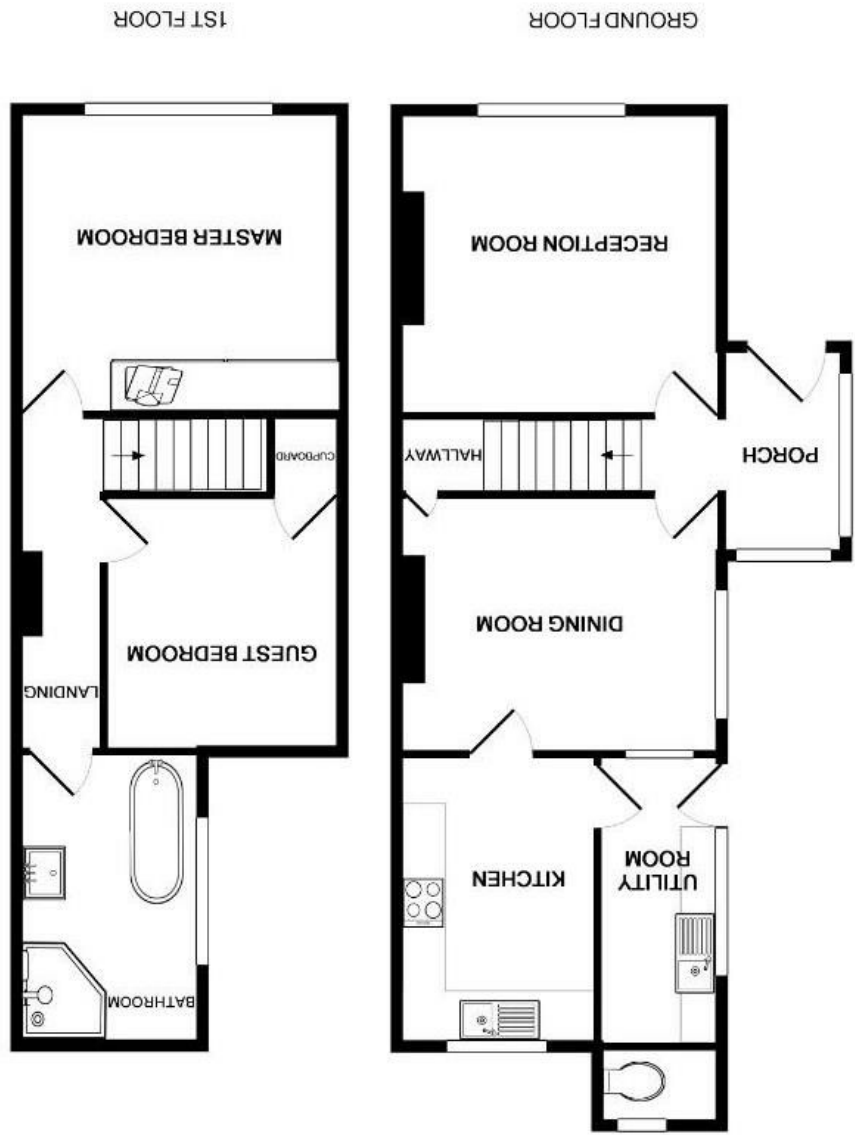 UTILITY
ROOM
KITCHEN
DINING ROOM
PORCH
HALLWAY
RECEPTION ROOM
GROUND FLOOR
BATHROOM
LANDING
GUEST BEDROOM
CUPBOARD
MASTER BEDROOM
1ST FLOOR